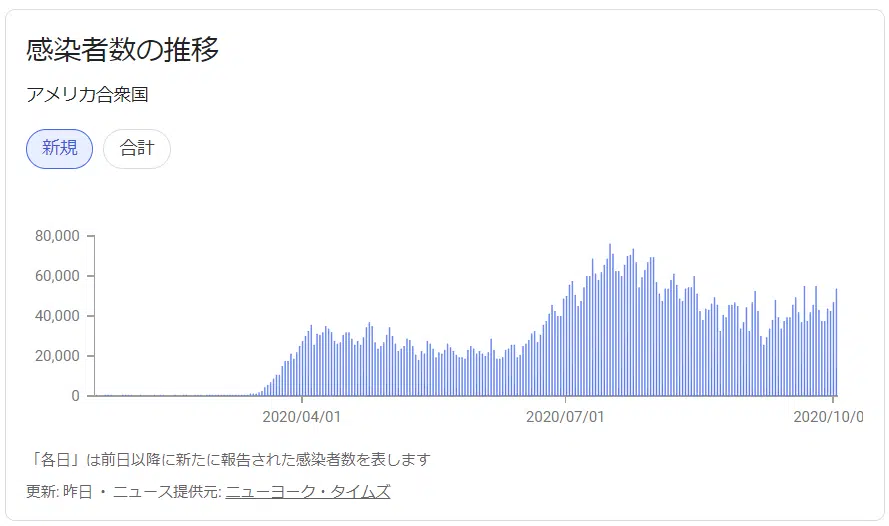 感染者数の推移
アメリカ合衆国
新規 合計
80,000
60,000
40,000
20,000
0
2020/04/01 2020/07/01 2020/10/0
「各日」は前日以降に新たに報告された感染者数を表します
更新: 昨日 ・ ニュース提供元: ニューヨーク・タイムズ